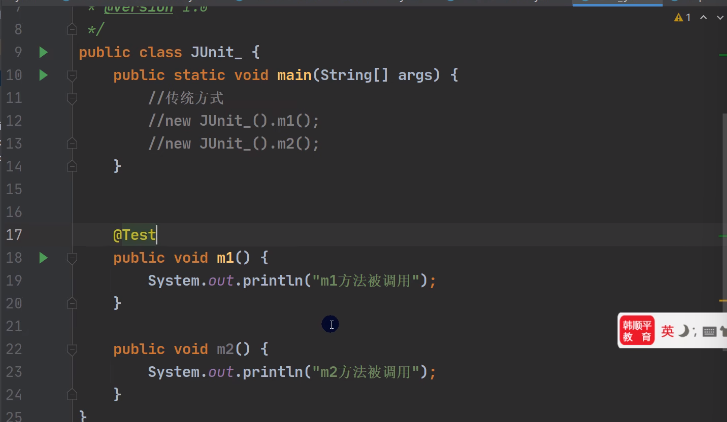 * @version 1.0
8 */
9 public class JUnit_ {
10 public static void main(String[] args) {
11 //传统方式
12 //new JUnit_().m1();
13 //new JUnit_().m2();
14 }
15
16
17 @Test
18 public void m1() {
19 System.out.println("m1方法被调用");
20 }
21
22 public void m2() {
23 System.out.println("m2方法被调用");
24 }
25 }
1
韩顺平
教 育
英